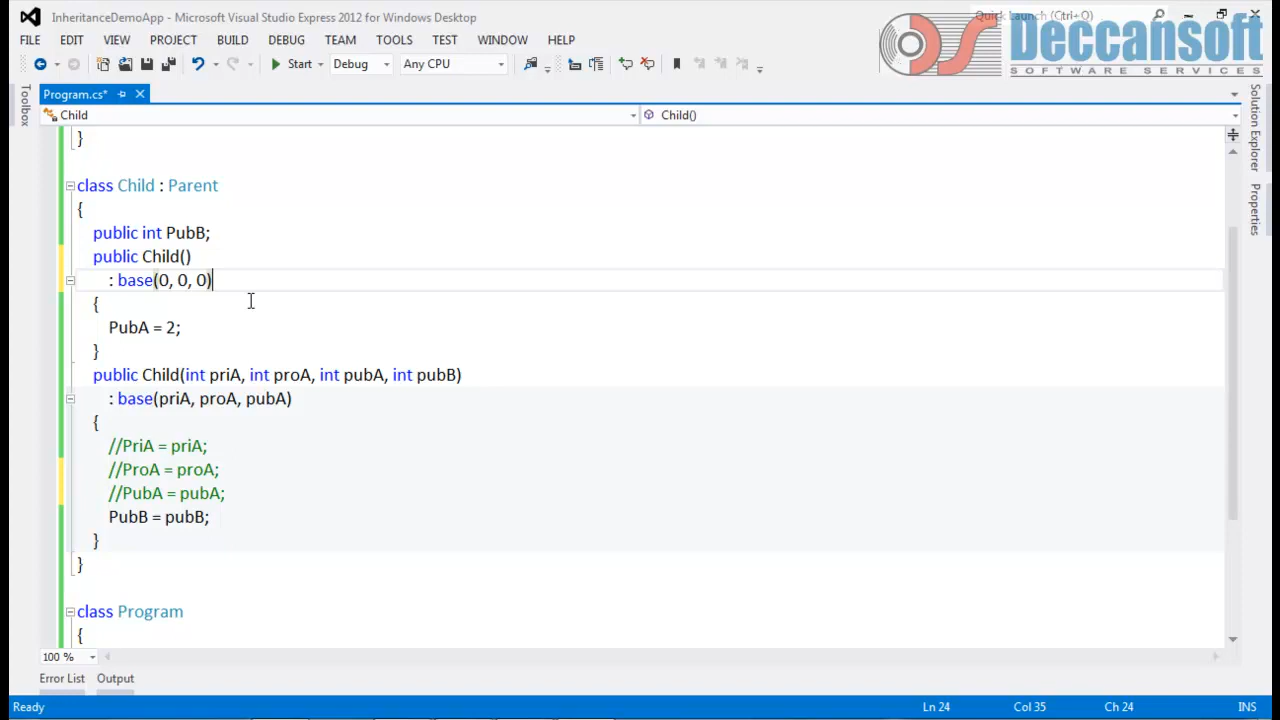 InheritanceDemoApp - Microsoft Visual Studio Express 2012 for Windows Desktop
Quick Launch (Ctrl+Q)
FILE EDIT VIEW PROJECT BUILD DEBUG TEAM TOOLS TEST WINDOW HELP
DS Deccansoft
SOFTWARE SERVICES
Start Debug Any CPU
Program.cs*
Toolbox
Child
Child()
Solution Explorer
Properties
}
class Child : Parent
{
public int PubB;
public Child()
: base(0, 0, 0)
{
PubA = 2;
}
public Child(int priA, int proA, int pubA, int pubB)
: base(priA, proA, pubA)
{
//PriA = priA;
//ProA = proA;
//PubA = pubA;
PubB = pubB;
}
}
class Program
{
100 %
Error List Output
Ready Ln 24 Col 35 Ch 24 INS